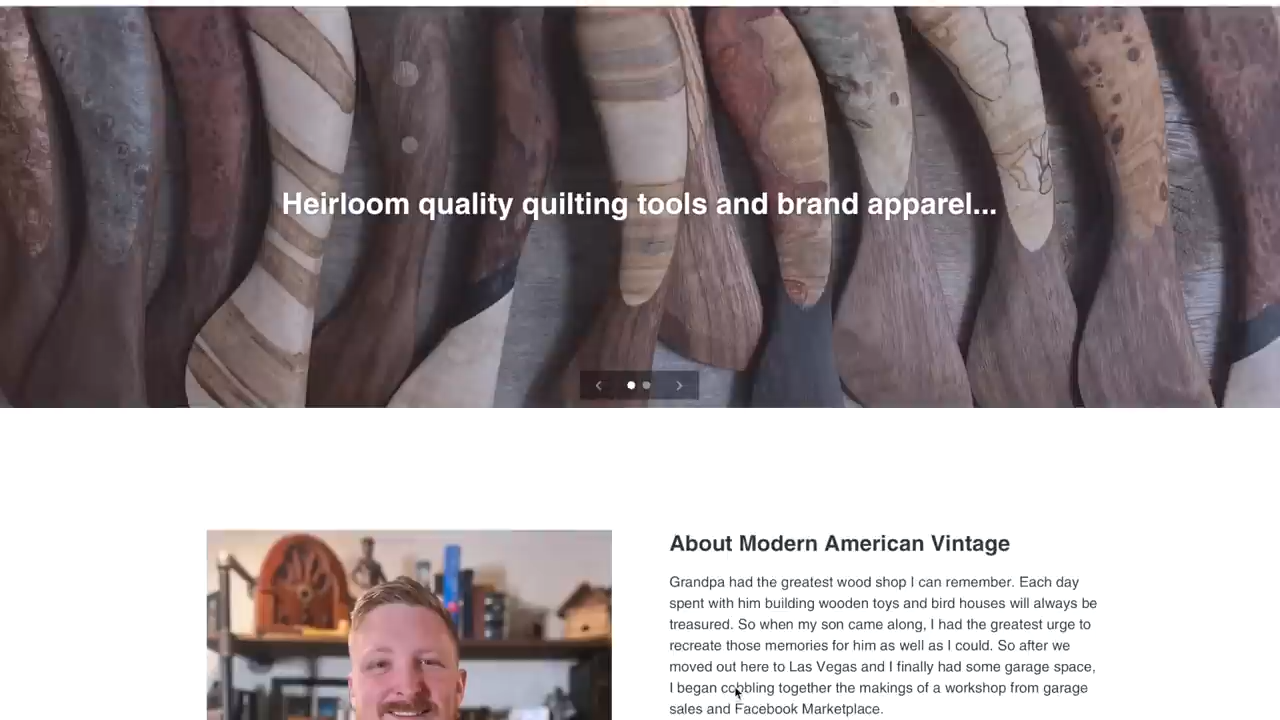 Heirloom quality quilting tools and brand apparel...
About Modern American Vintage
Grandpa had the greatest wood shop I can remember. Each day
spent with him building wooden toys and bird houses will always be
treasured. So when my son came along, I had the greatest urge to
recreate those memories for him as well as I could. So after we
moved out here to Las Vegas and I finally had some garage space,
I began cobbling together the makings of a workshop from garage
sales and Facebook Marketplace.